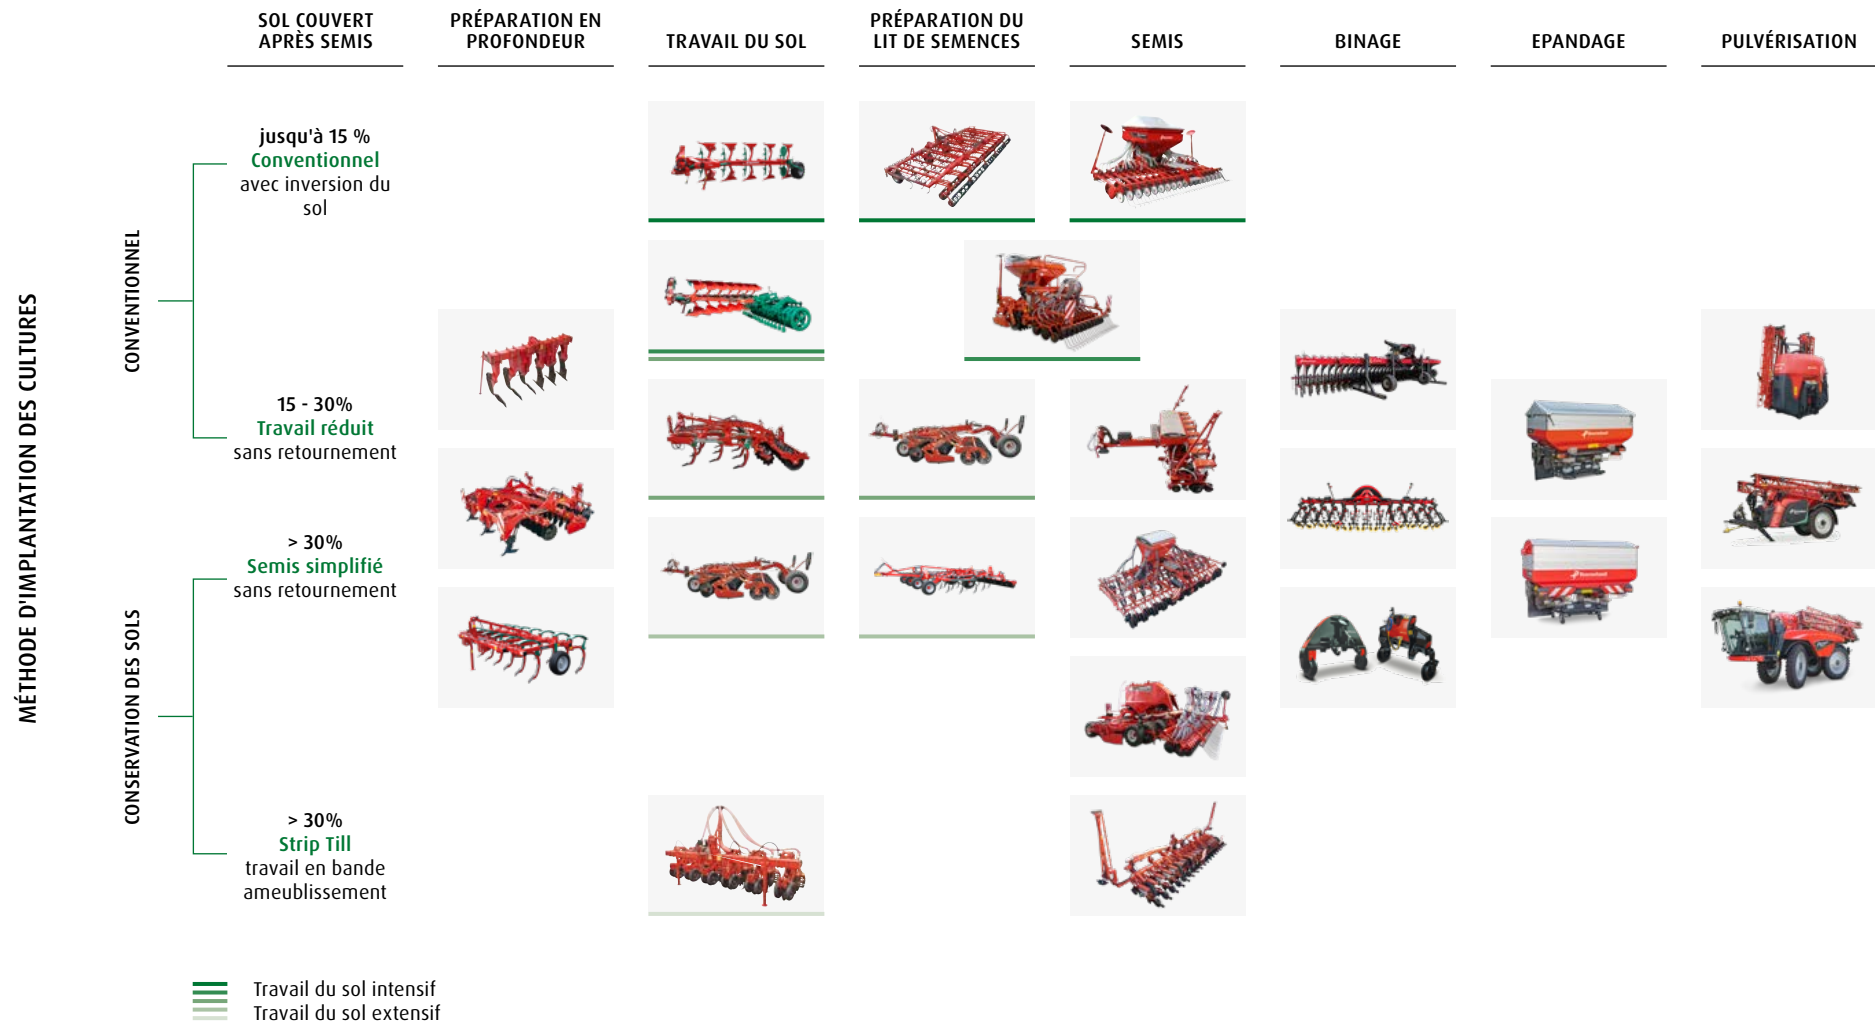 SOL COUVERT
APRÈS SEMIS
PRÉPARATION EN
PROFONDEUR
TRAVAIL DU SOL
PRÉPARATION DU
LIT DE SEMENCES
SEMIS
BINAGE
EPANDAGE
PULVÉRISATION
MÉTHODE D'IMPLANTATION DES CULTURES
CONVENTIONNEL
jusqu'à 15 %
Conventionnel
avec inversion du
sol
15 - 30%
Travail réduit
sans retournement
CONSERVATION DES SOLS
> 30%
Semis simplifié
sans retournement
> 30%
Strip Till
travail en bande
ameublissement
Travail du sol intensif
Travail du sol extensif